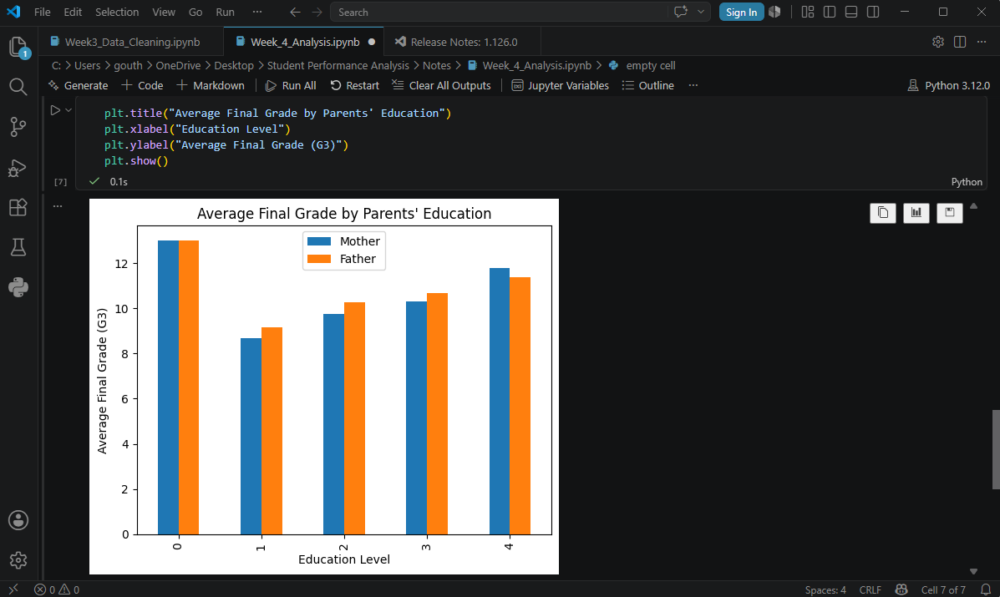 File Edit Selection View Go Run ··· Search Sign In
Week3_Data_Cleaning.ipynb Week_4_Analysis.ipynb Release Notes: 1.126.0
C: > Users > gouth > OneDrive > Desktop > Student Performance Analysis > Notes > Week_4_Analysis.ipynb > empty cell
Generate + Code + Markdown Run All Restart Clear All Outputs Jupyter Variables Outline ··· Python 3.12.0
plt.title("Average Final Grade by Parents' Education")
plt.xlabel("Education Level")
plt.ylabel("Average Final Grade (G3)")
plt.show()
[7] 0.1s Python
Average Final Grade by Parents' Education
Mother
Father
12
10
8
6
4
2
0
Average Final Grade (G3)
0 1 2 3 4
Education Level
1
0 0 Spaces: 4 CRLF Cell 7 of 7